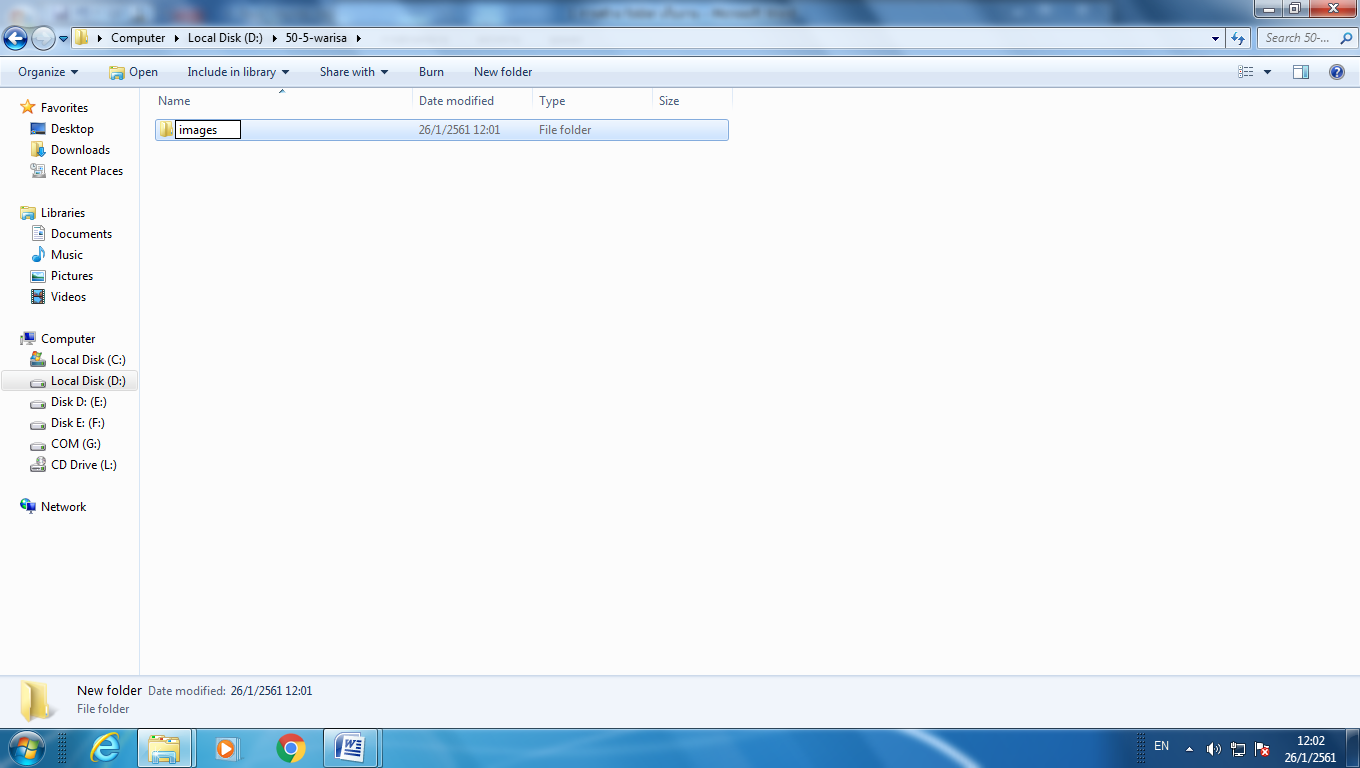 Computer Local Disk (D:) 50-5-warisa
Search 50-...
Organize Open Include in library Share with Burn New folder
Name Date modified Type Size
images 26/1/2561 12:01 File folder
Favorites
Desktop
Downloads
Recent Places
Libraries
Documents
Music
Pictures
Videos
Computer
Local Disk (C:)
Local Disk (D:)
Disk D: (E:)
Disk E: (F:)
COM (G:)
CD Drive (L:)
Network
New folder Date modified: 26/1/2561 12:01
File folder
EN 12:02
26/1/2561